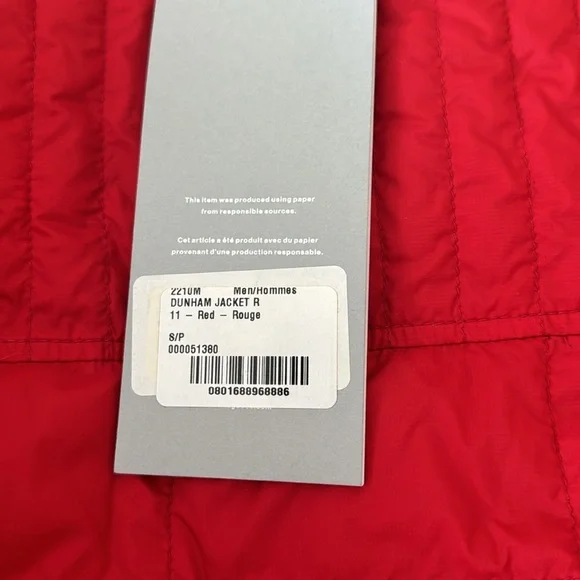 This item was produced using paper
from responsible sources.
Cet article a été produit avec du papier
provenant d'une production responsable.
2210M Men/Hommes
DUNHAM JACKET R
11 – Red – Rouge
S/P
000051380
0801688968886